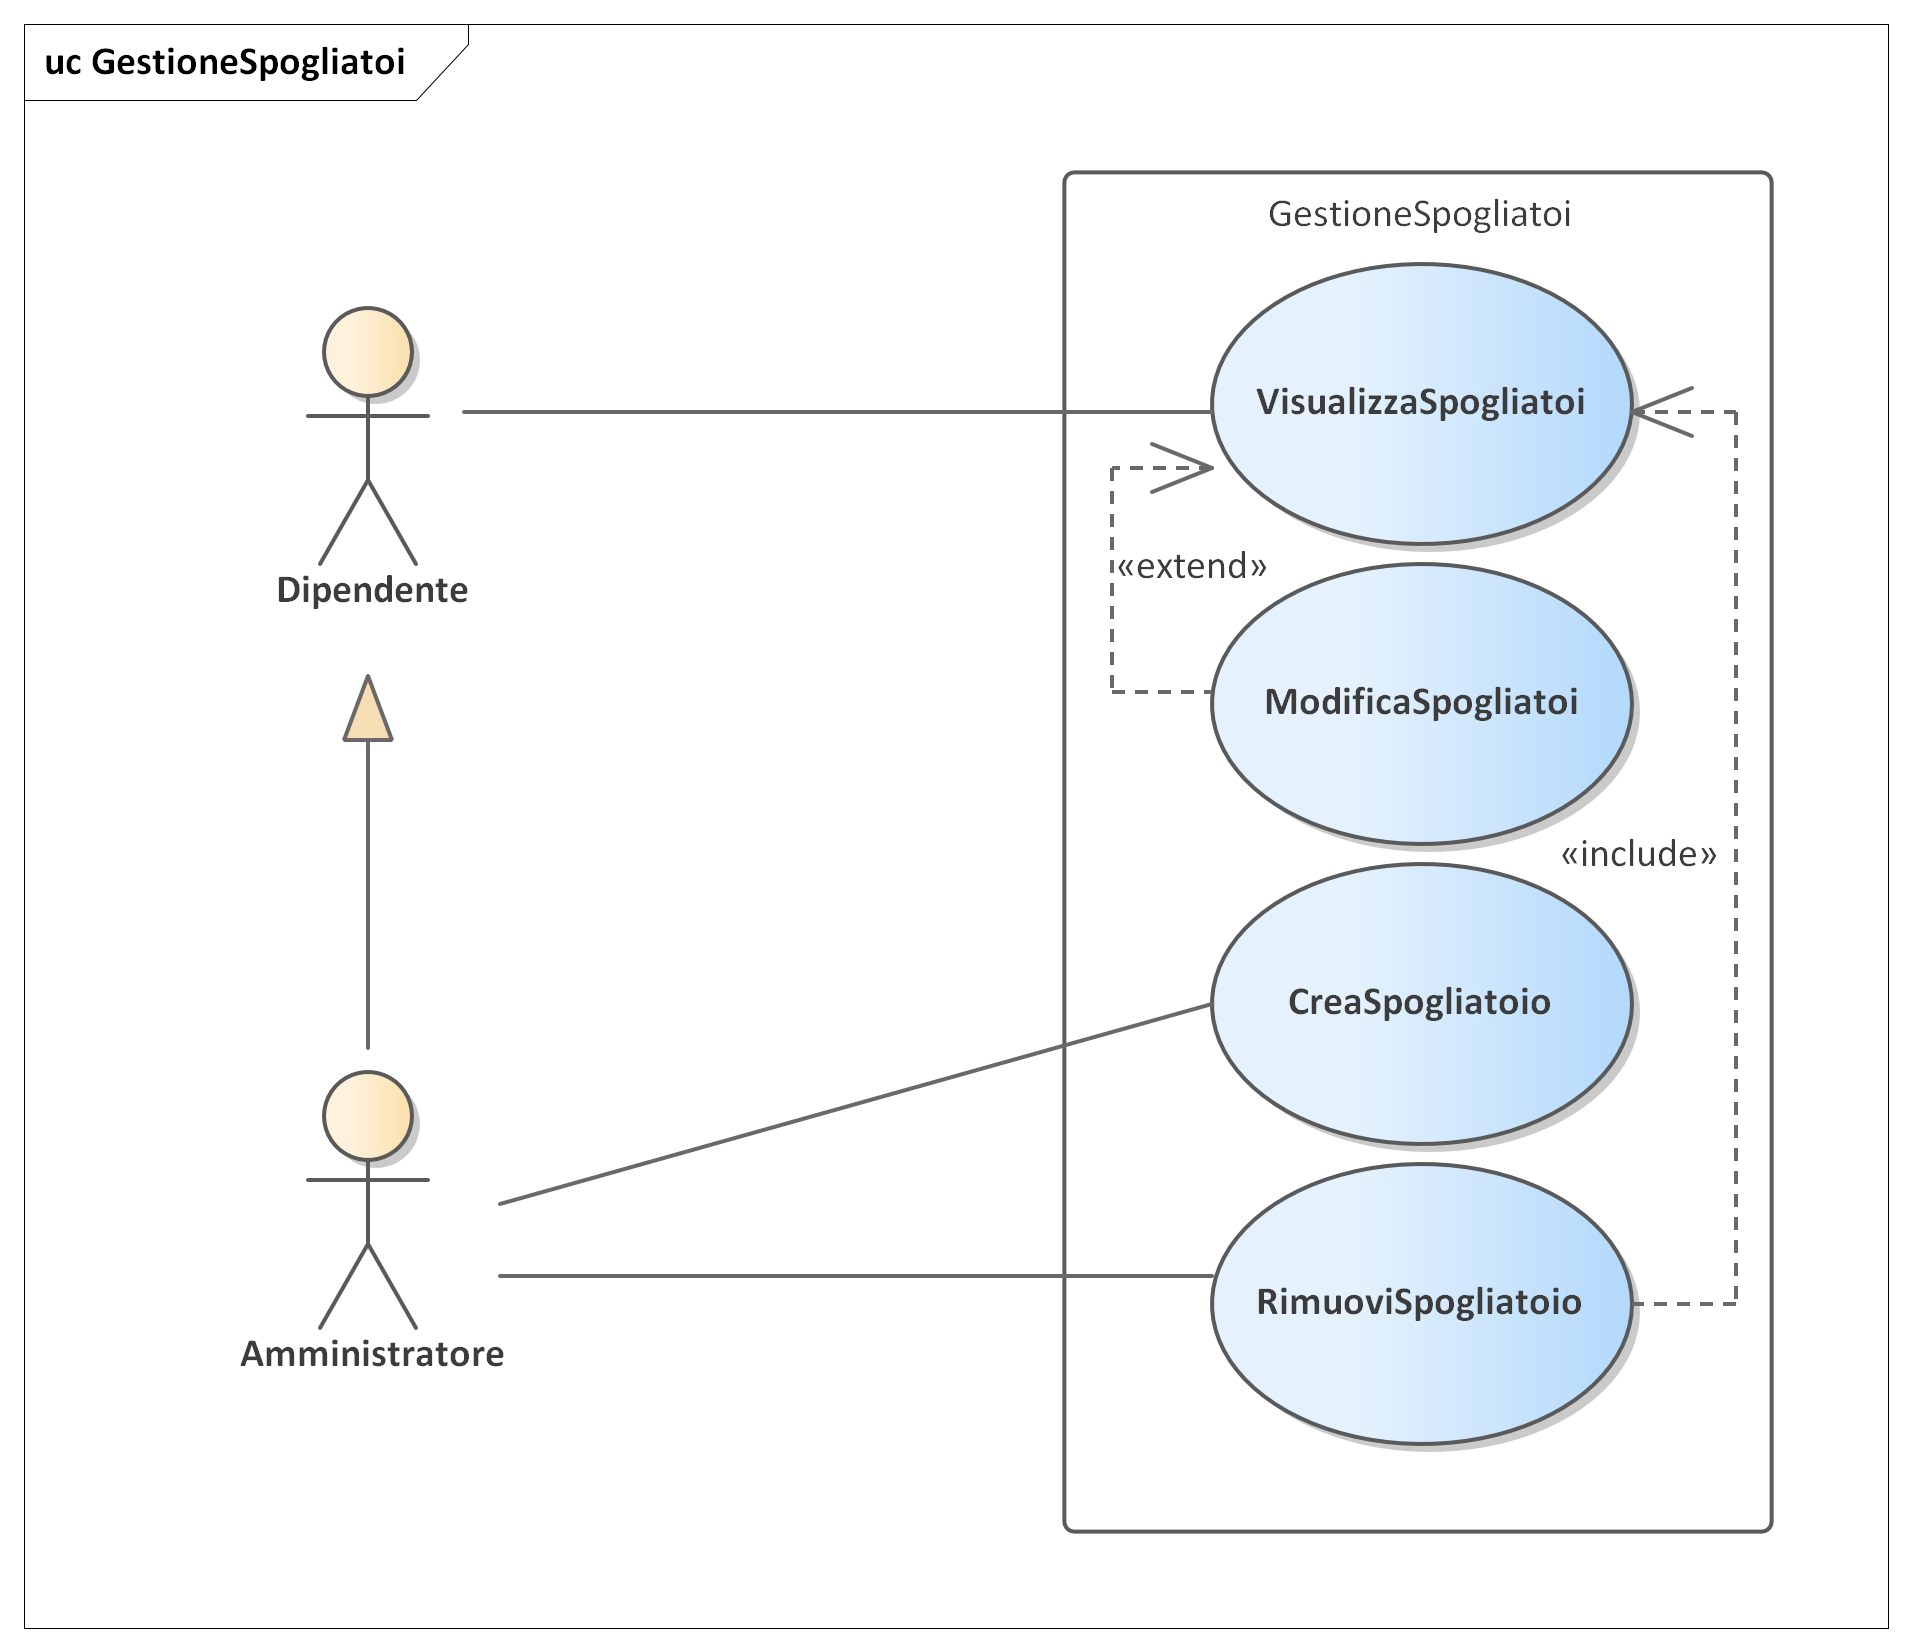 uc GestioneSpogliatoi
GestioneSpogliatoi
VisualizzaSpogliatoi
«extend»
Dipendente
ModificaSpogliatoi
«include»
CreaSpogliatoio
RimuoviSpogliatoio
Amministratore